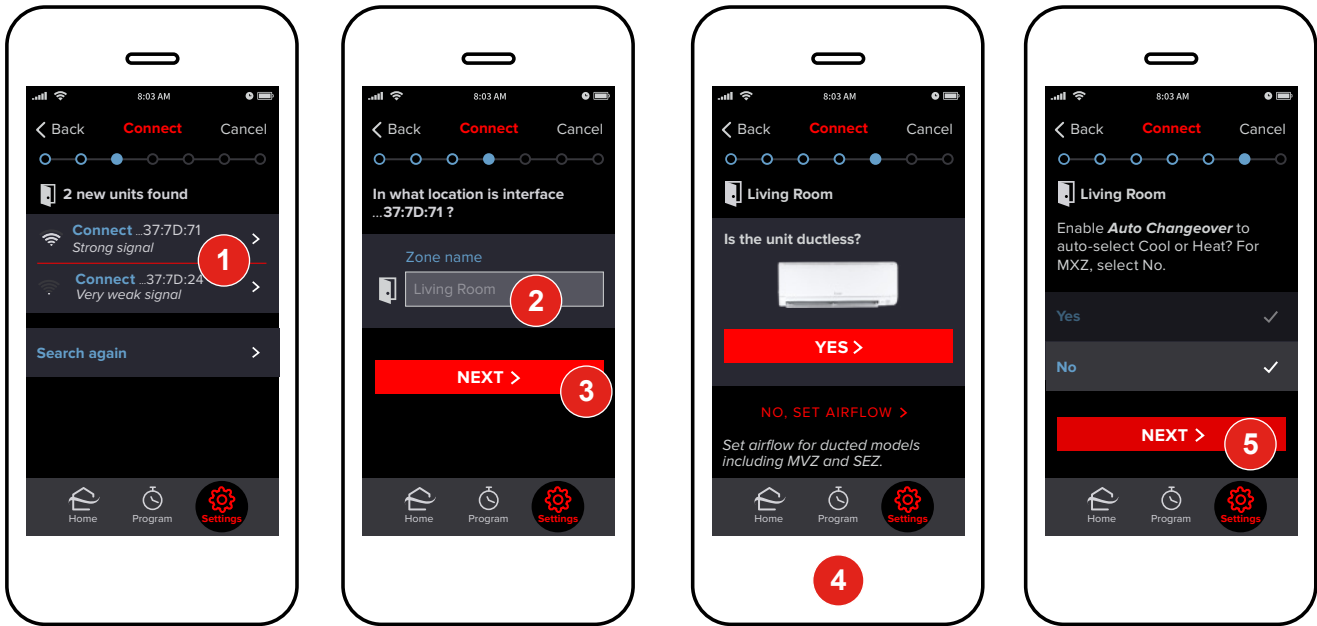 8:03 AM
Back Connect Cancel
2 new units found
Connect ...37:7D:71
Strong signal
1
Connect ...37:7D:24
Very weak signal
Search again
Home Program Settings
8:03 AM
Back Connect Cancel
In what location is interface
...37:7D:71 ?
Zone name
Living Room
2
NEXT
3
Home Program Settings
8:03 AM
Back Connect Cancel
Living Room
Is the unit ductless?
YES
NO, SET AIRFLOW
Set airflow for ducted models
including MVZ and SEZ.
Home Program Settings
4
8:03 AM
Back Connect Cancel
Living Room
Enable Auto Changeover to
auto-select Cool or Heat? For
MXZ, select No.
Yes
No
NEXT
5
Home Program Settings